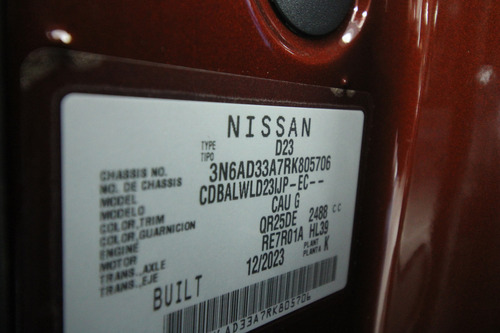 NISSAN
TYPE D23
TIPO
CHASSIS NO. 3N6AD33A7RK805706
NO. DE CHASSIS
MODEL CDBALWLD23IJP-EC--
MODELO
COLOR,TRIM CAU G
COLOR,GUARNICION
ENGINE QR25DE 2488 CC
MOTOR
TRANS.,AXLE RE7R01A HL39 PLANT K
TRANS.,EJE PLANTA
BUILT 12/2023
3N6AD33A7RK805706